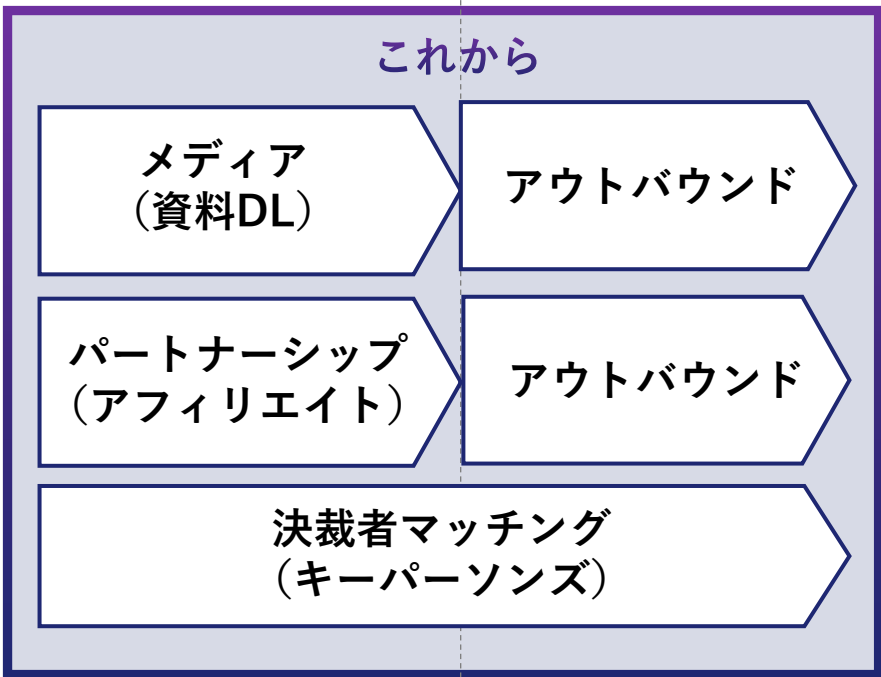 これから
メディア
（資料DL）
アウトバウンド
パートナーシップ
（アフィリエイト）
アウトバウンド
決裁者マッチング
（キーパーソンズ）